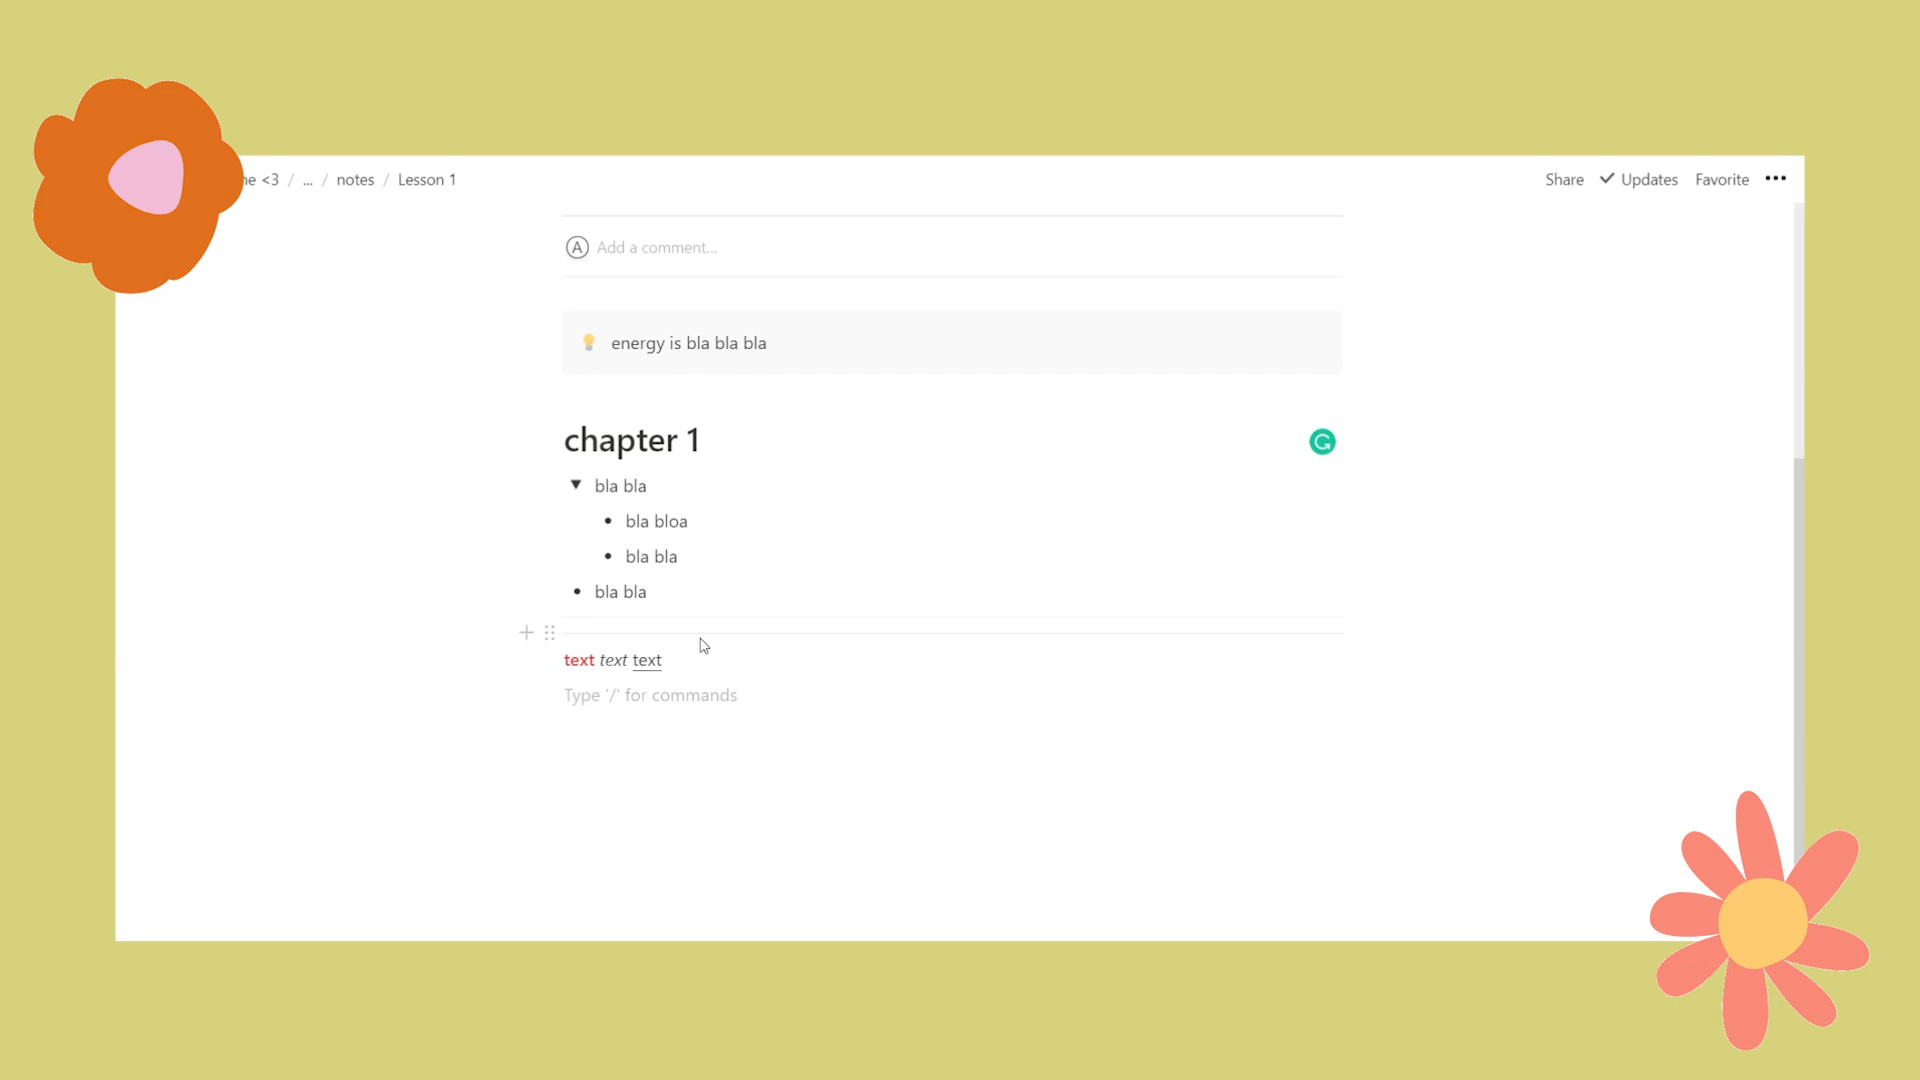 <3 / ... / notes / Lesson 1
Share ✓ Updates Favorite •••
A Add a comment...
energy is bla bla bla
chapter 1
▼ bla bla
• bla bloa
• bla bla
• bla bla
text text text
Type '/' for commands